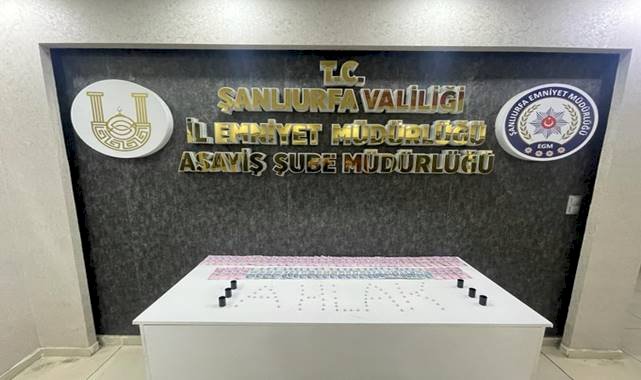 T.C.
ŞANLIURFA VALİLİĞİ
İL EMNİYET MÜDÜRLÜĞÜ
ASAYİŞ ŞUBE MÜDÜRLÜĞÜ
ŞANLIURFA EMNİYET MÜDÜRLÜĞÜ
EGM